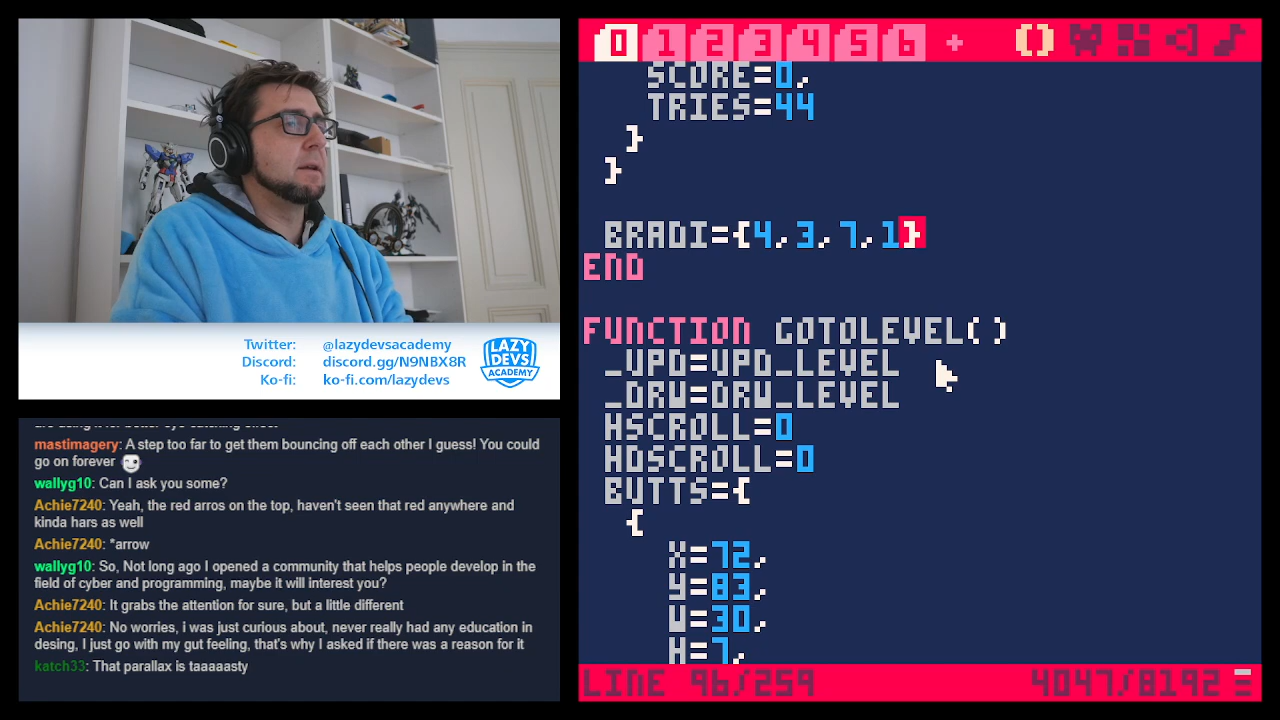 Twitter: @lazydevsacademy
Discord: discord.gg/N9NBX8R
Ko-fi: ko-fi.com/lazydevs
LAZY
DEVS
ACADEMY
mastimagery: A step too far to get them bouncing off each other I guess! You could
go on forever
wallyg10: Can I ask you some?
Achie7240: Yeah, the red arros on the top, haven't seen that red anywhere and
kinda hars as well
Achie7240: *arrow
wallyg10: So, Not long ago I opened a community that helps people develop in the
field of cyber and programming, maybe it will interest you?
Achie7240: It grabs the attention for sure, but a little different
Achie7240: No worries, i was just curious about, never really had any education in
desing, I just go with my gut feeling, that's why I asked if there was a reason for it
katch33: That parallax is taaaaasty
0 1 2 3 4 5 6 + ()
SCORE=0,
TRIES=44
}
}
BRADI={4,3,7,1}
END
FUNCTION GOTOLEVEL()
_UPD=UPD_LEVEL
_DRW=DRW_LEVEL
HSCROLL=0
HDSCROLL=0
BUTTS={
{
X=72,
Y=83,
W=30,
H=7,
LINE 96/259 4047/8192